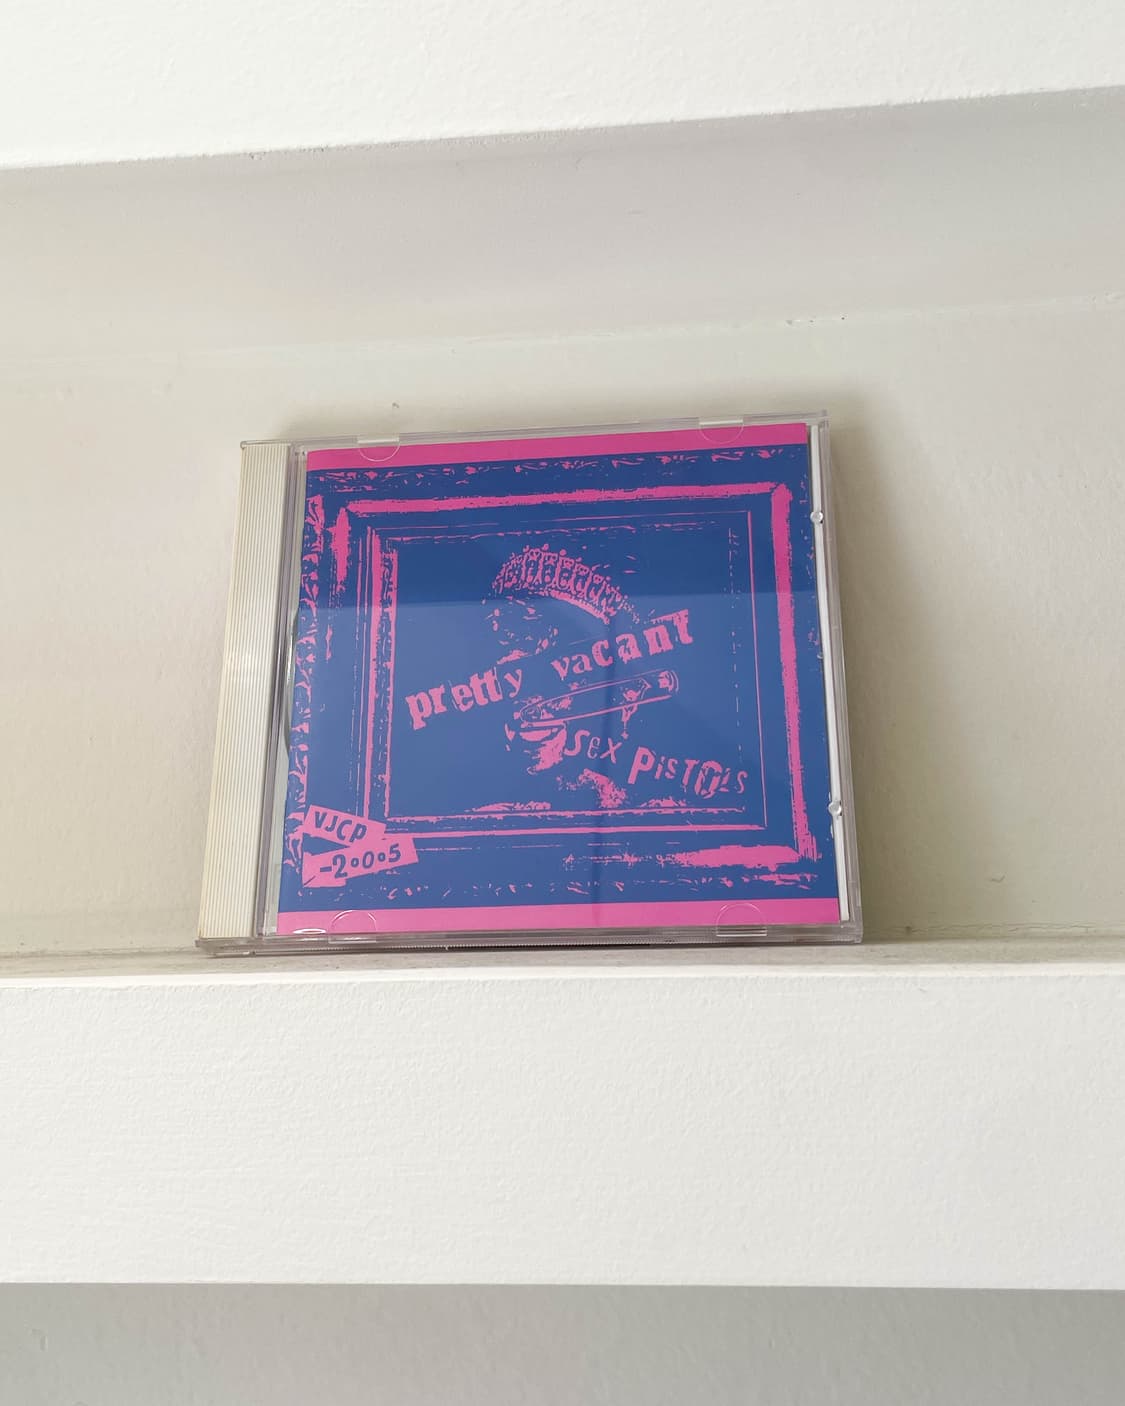 pretty vacant
sex PisTOls
VJCP
-2005